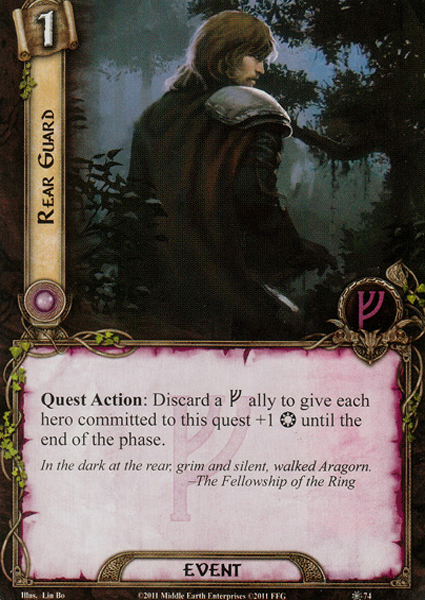 1
REAR GUARD
Quest Action: Discard a ally to give each
hero committed to this quest +1 until the
end of the phase.
In the dark at the rear, grim and silent, walked Aragorn.
–The Fellowship of the Ring
EVENT
Illus. Lin Bo
©2011 Middle Earth Enterprises ©2011 FFG
74